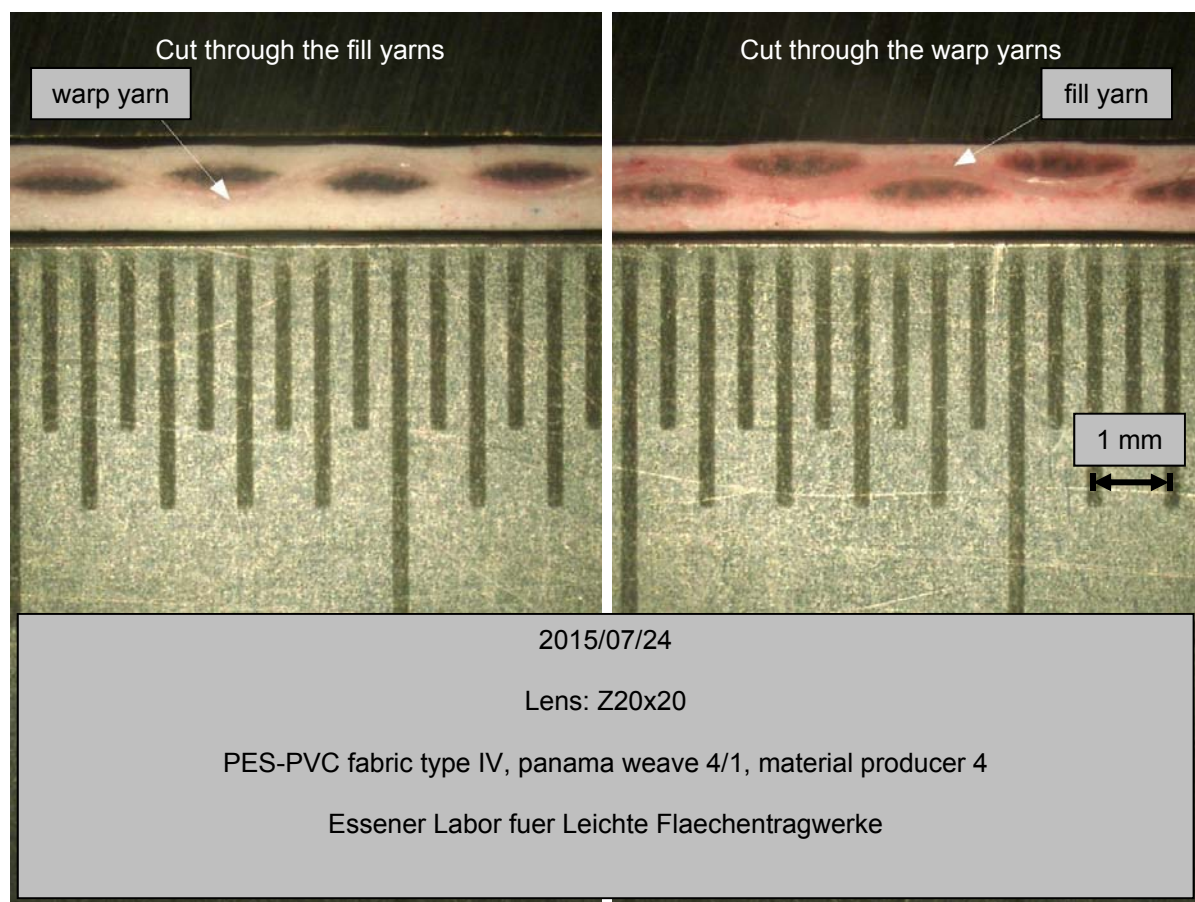 Cut through the fill yarns
warp yarn
Cut through the warp yarns
fill yarn
1 mm
2015/07/24
Lens: Z20x20
PES-PVC fabric type IV, panama weave 4/1, material producer 4
Essener Labor fuer Leichte Flaechentragwerke